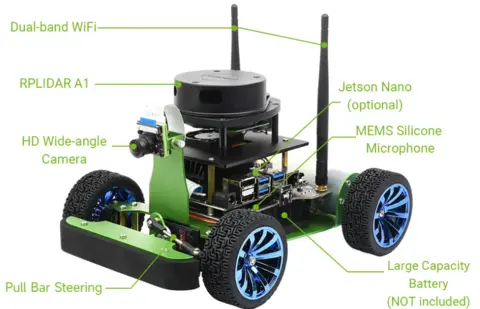 Dual-band WiFi
RPLIDAR A1
HD Wide-angle
Camera
Pull Bar Steering
Jetson Nano
(optional)
MEMS Silicone
Microphone
Large Capacity
Battery
(NOT included)